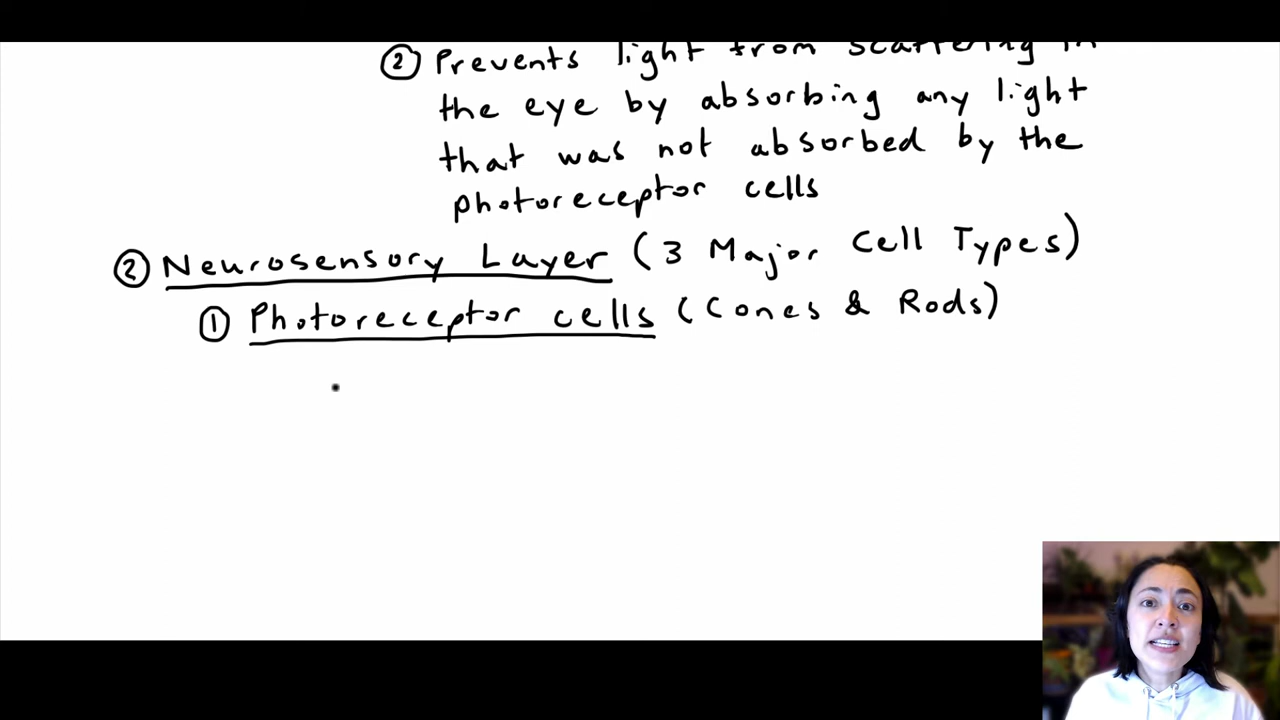 ② Prevents light from scattering in
the eye by absorbing any light
that was not absorbed by the
photoreceptor cells
② Neurosensory Layer (3 Major Cell Types)
① Photoreceptor cells (Cones & Rods)